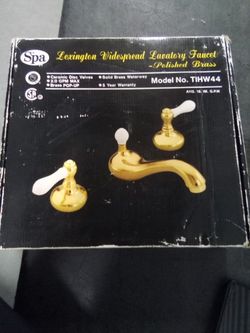 Spa
Lexington Widespread Lavatory Faucet
-Polished Brass
• Ceramic Disc Valves
• Solid Brass Waterway
• 2.0 GPM MAX
• 5 Year Warranty
• Brass POP-UP
Model No. TIHW44